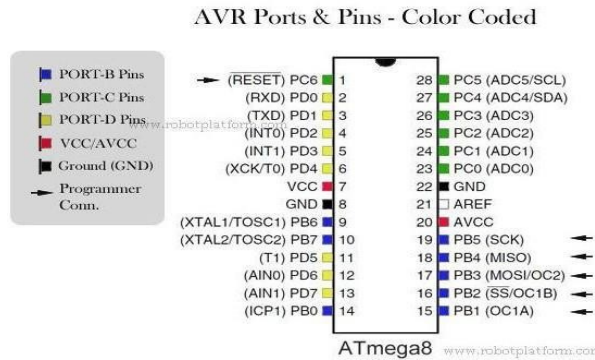 AVR Ports & Pins - Color Coded
PORT-B Pins
PORT-C Pins
PORT-D Pins
VCC/AVCC
Ground (GND)
Programmer
Conn.
www.robotplatform.com
(RESET) PC6 1 28 PC5 (ADC5/SCL)
(RXD) PD0 2 27 PC4 (ADC4/SDA)
(TXD) PD1 3 26 PC3 (ADC3)
(INT0) PD2 4 25 PC2 (ADC2)
(INT1) PD3 5 24 PC1 (ADC1)
(XCK/T0) PD4 6 23 PC0 (ADC0)
VCC 7 22 GND
GND 8 21 AREF
(XTAL1/TOSC1) PB6 9 20 AVCC
(XTAL2/TOSC2) PB7 10 19 PB5 (SCK)
(T1) PD5 11 18 PB4 (MISO)
(AIN0) PD6 12 17 PB3 (MOSI/OC2)
(AIN1) PD7 13 16 PB2 (SS/OC1B)
(ICP1) PB0 14 15 PB1 (OC1A)
ATmega8
www.robotplatform.com